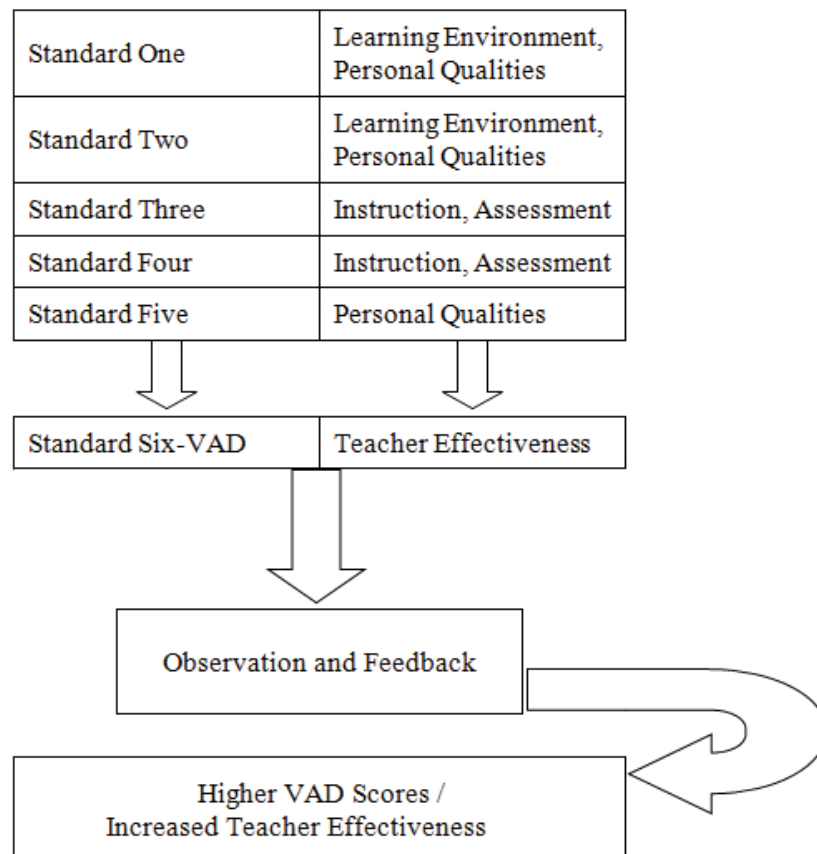 Standard One
Learning Environment,
Personal Qualities
Standard Two
Learning Environment,
Personal Qualities
Standard Three
Instruction, Assessment
Standard Four
Instruction, Assessment
Standard Five
Personal Qualities
Standard Six-VAD
Teacher Effectiveness
Observation and Feedback
Higher VAD Scores /
Increased Teacher Effectiveness